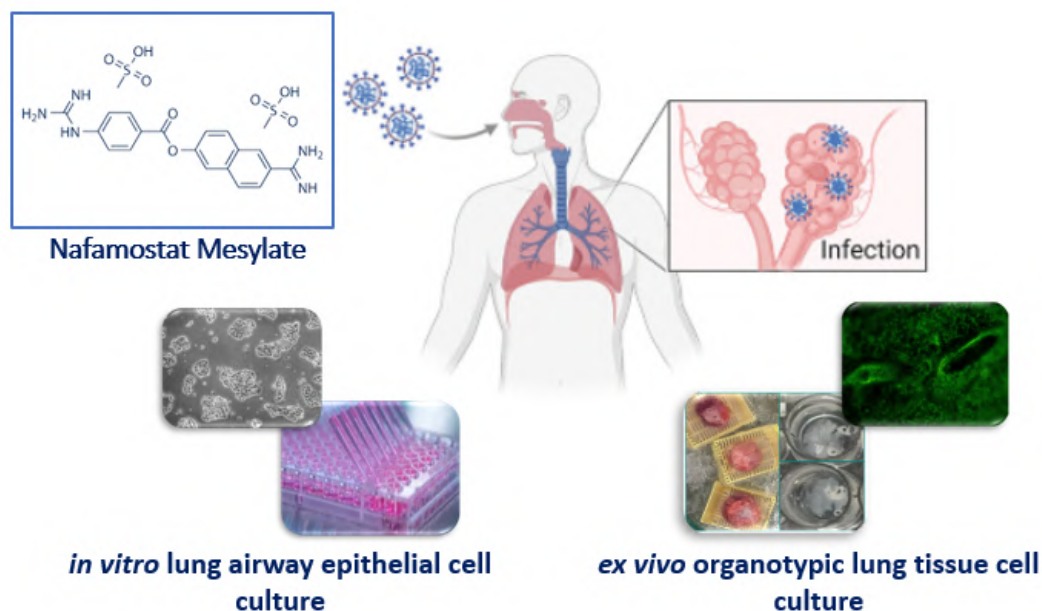 OH
O=S=O
OH
O=S=O
NH
H₂N
HN
O
O
NH₂
NH
Nafamostat Mesylate
Infection
in vitro lung airway epithelial cell
culture
ex vivo organotypic lung tissue cell
culture